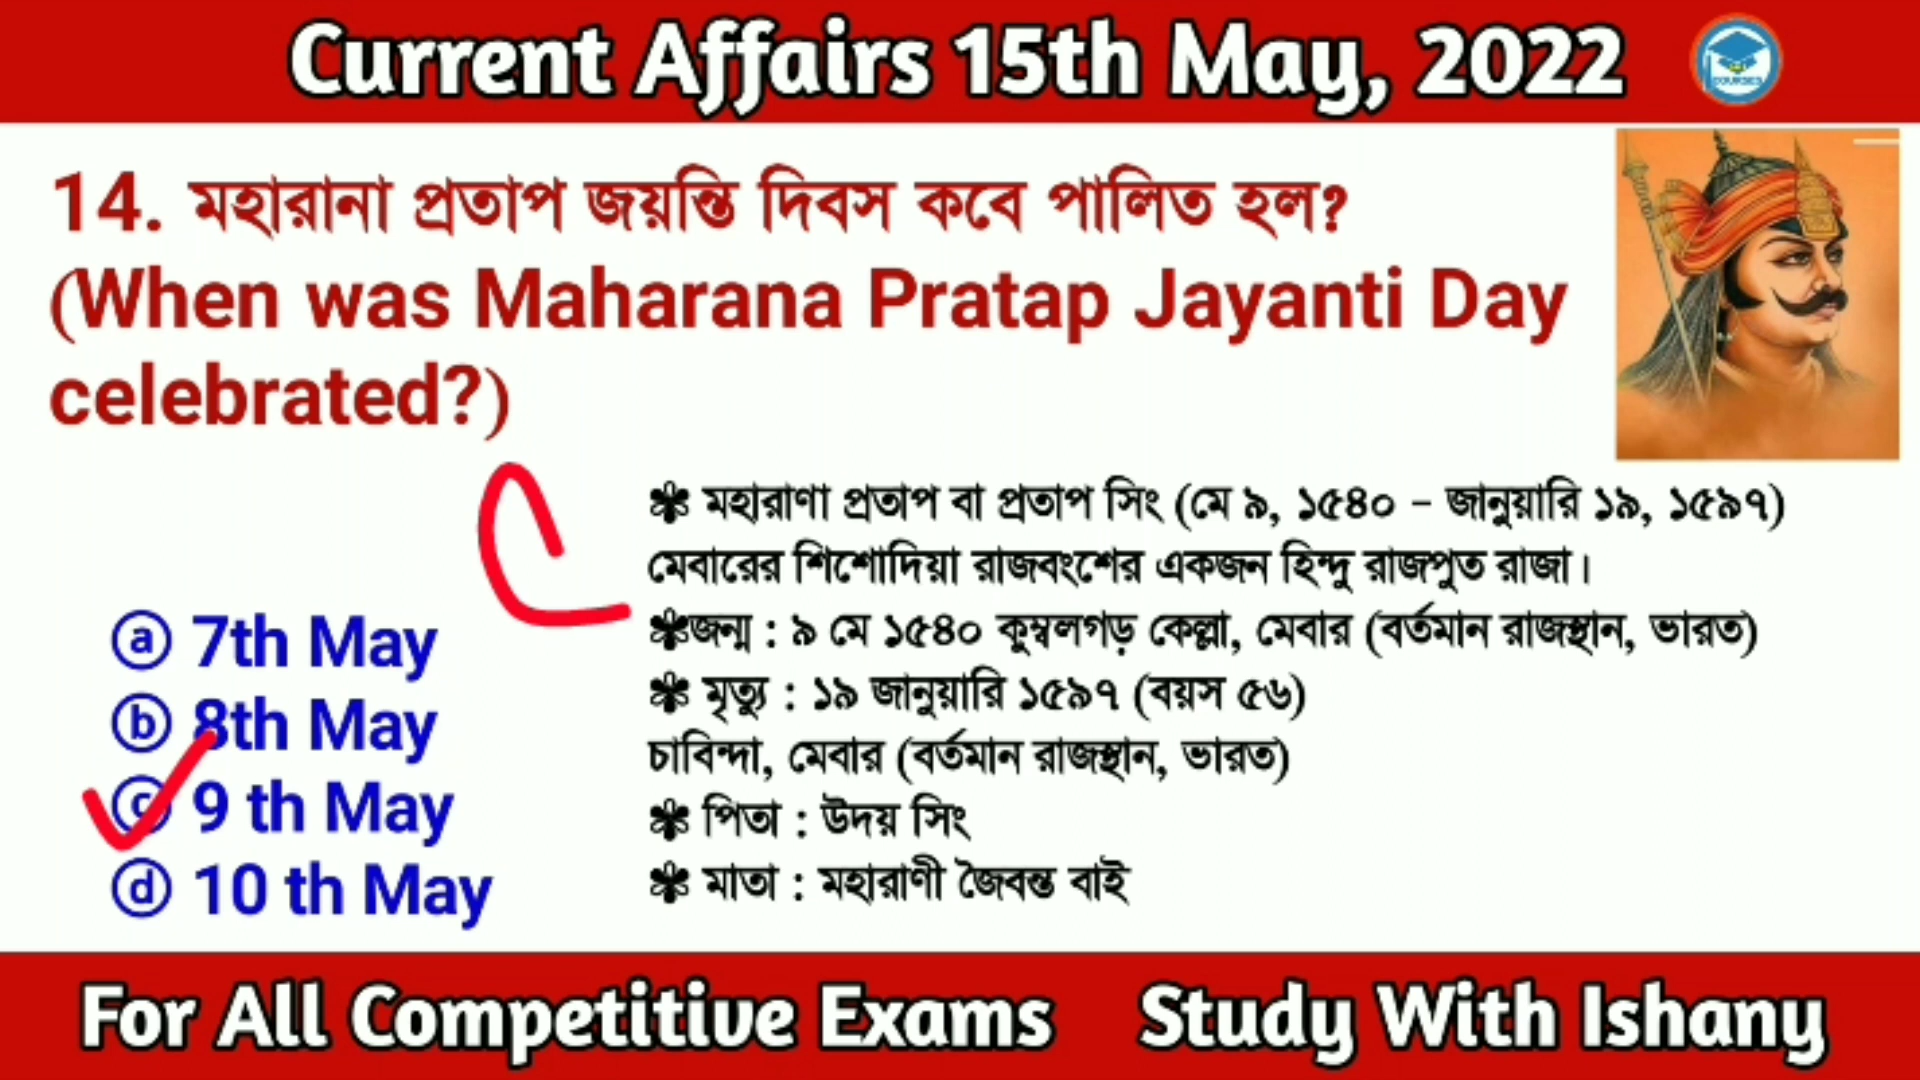 Current Affairs 15th May, 2022
COURSES
14. মহারানা প্রতাপ জয়ন্তি দিবস কবে পালিত হল?
(When was Maharana Pratap Jayanti Day
celebrated?)
✽ মহারাণা প্রতাপ বা প্রতাপ সিং (মে ৯, ১৫৪০ – জানুয়ারি ১৯, ১৫৯৭)
মেবারের শিশোদিয়া রাজবংশের একজন হিন্দু রাজপুত রাজা।
✽জন্ম : ৯ মে ১৫৪০ কুম্বলগড় কেল্লা, মেবার (বর্তমান রাজস্থান, ভারত)
✽ মৃত্যু : ১৯ জানুয়ারি ১৫৯৭ (বয়স ৫৬)
চাবিন্দা, মেবার (বর্তমান রাজস্থান, ভারত)
✽ পিতা : উদয় সিং
✽ মাতা : মহারাণী জৈবন্ত বাই
ⓐ 7th May
ⓑ 8th May
ⓒ 9 th May
ⓓ 10 th May
For All Competitive Exams Study With Ishany